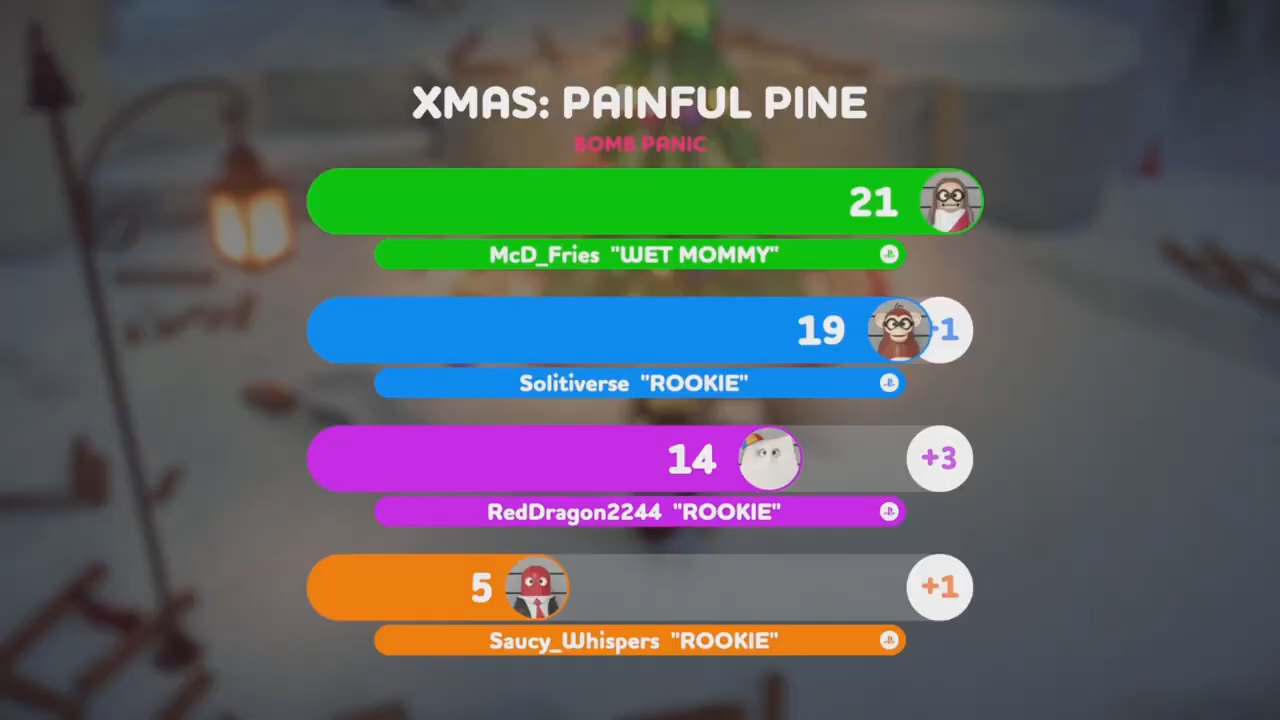 XMAS: PAINFUL PINE
BOMB PANIC
21
McD_Fries "WET MOMMY"
19
+1
Solitiverse "ROOKIE"
14
+3
RedDragon2244 "ROOKIE"
5
+1
Saucy_Whispers "ROOKIE"